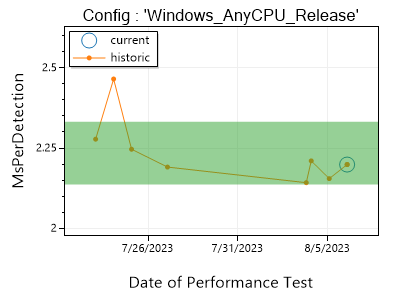 Config : 'Windows_AnyCPU_Release'
current
historic
2.5
2.25
2
MsPerDetection
7/26/2023
7/31/2023
8/5/2023
Date of Performance Test